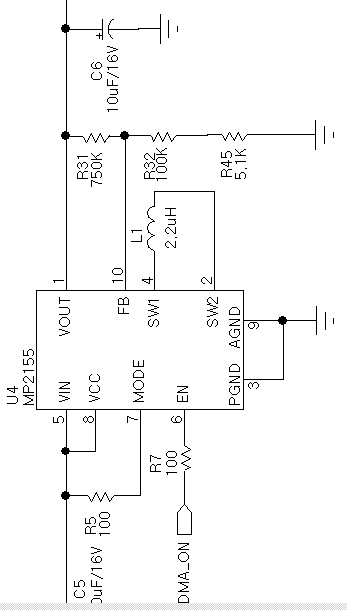 C6
10uF/16V
R31
750K
R32
100K
R45
5.1K
L1
2.2uH
1
10
4
2
VOUT
FB
SW1
SW2
U4
MP2155
AGND
9
PGND
3
VIN
VCC
MODE
EN
5
8
7
6
R7
100
R5
100
DMA_ON
C5
0uF/16V